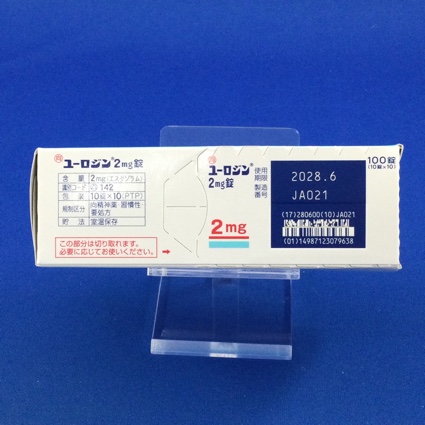 向 ユーロジン®2mg錠
含量 2mg(エスタゾラム)
識別コード 142
包装 10錠×10(PTP)
規制区分 向精神薬 習慣性
要処方
貯法 室温保存
この部分は切り取れます。
必要に応じてお使いください。
向 ユーロジン®
2mg錠
2mg
使用
期限
2028.6
製造
番号
JA021
(17)280600(10)JA021
(01)14987123079638
100錠
(10錠×10)